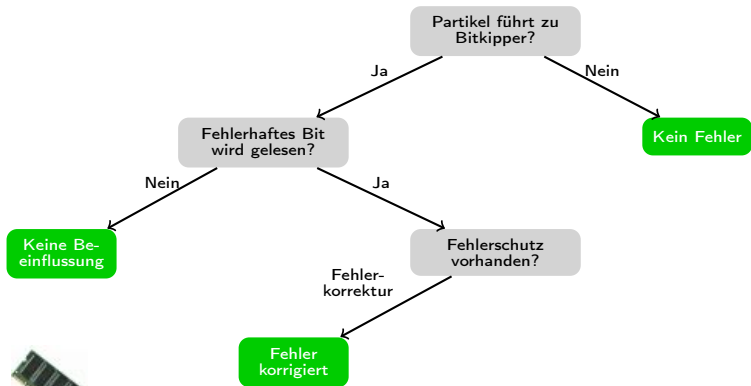 Partikel führt zu
Bitkipper?
Ja
Nein
Fehlerhaftes Bit
wird gelesen?
Kein Fehler
Nein
Ja
Keine Be-
einflussung
Fehlerschutz
vorhanden?
Fehler-
korrektur
Fehler
korrigiert